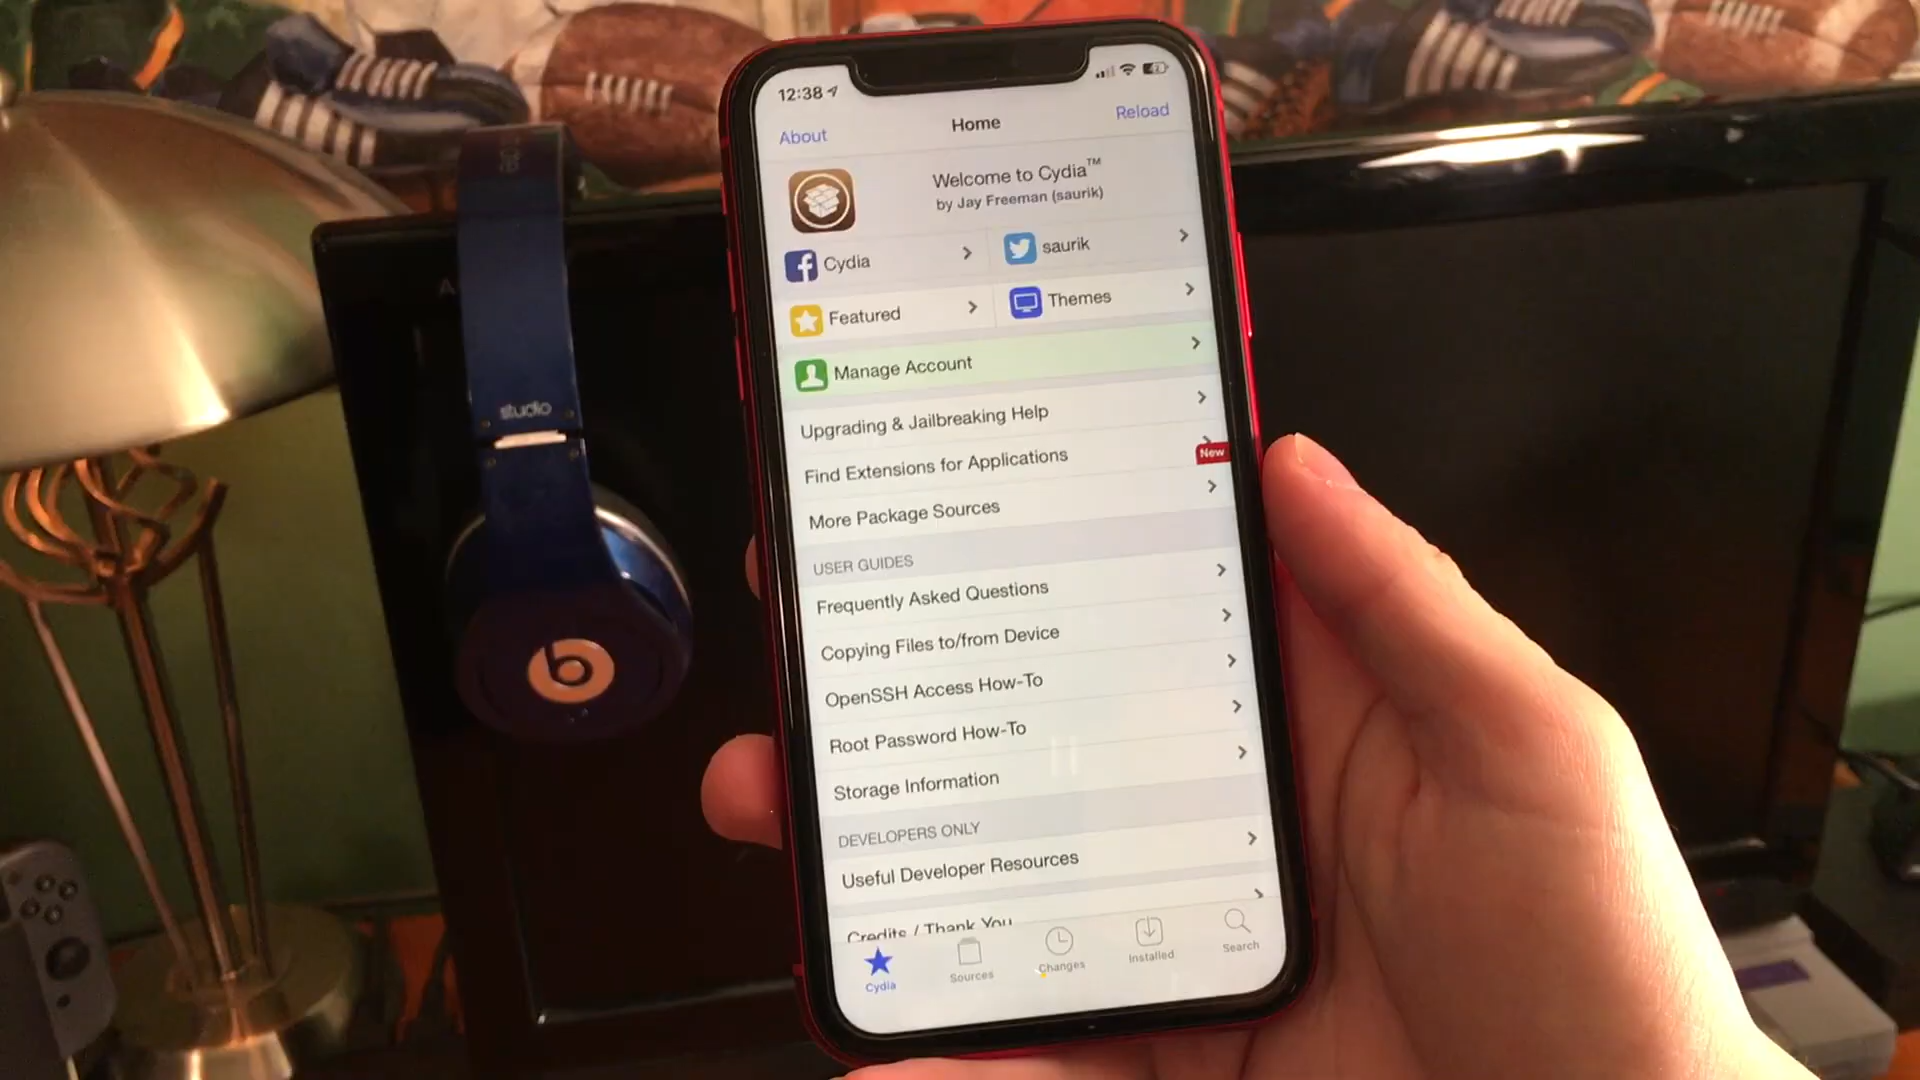 12:38
About
Home
Reload
Welcome to Cydia™
by Jay Freeman (saurik)
Cydia
saurik
Featured
Themes
Manage Account
Upgrading & Jailbreaking Help
Find Extensions for Applications
New
More Package Sources
USER GUIDES
Frequently Asked Questions
Copying Files to/from Device
OpenSSH Access How-To
Root Password How-To
Storage Information
DEVELOPERS ONLY
Useful Developer Resources
Credits / Thank You
Cydia
Sources
Changes
Installed
Search
studio
b